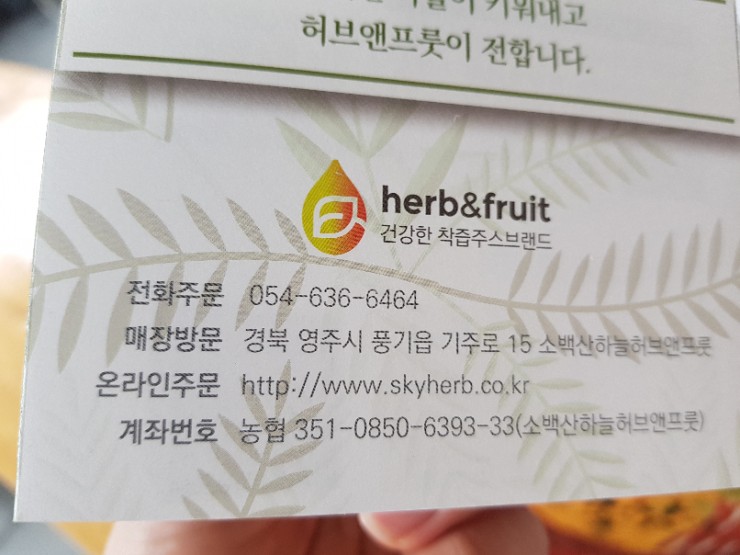 키워내고
허브앤프룻이 전합니다.
herb&fruit
건강한 착즙주스브랜드
전화주문 054-636-6464
매장방문 경북 영주시 풍기읍 기주로 15 소백산하늘허브앤프룻
온라인주문 http://www.skyherb.co.kr
계좌번호 농협 351-0850-6393-33(소백산하늘허브앤프룻)